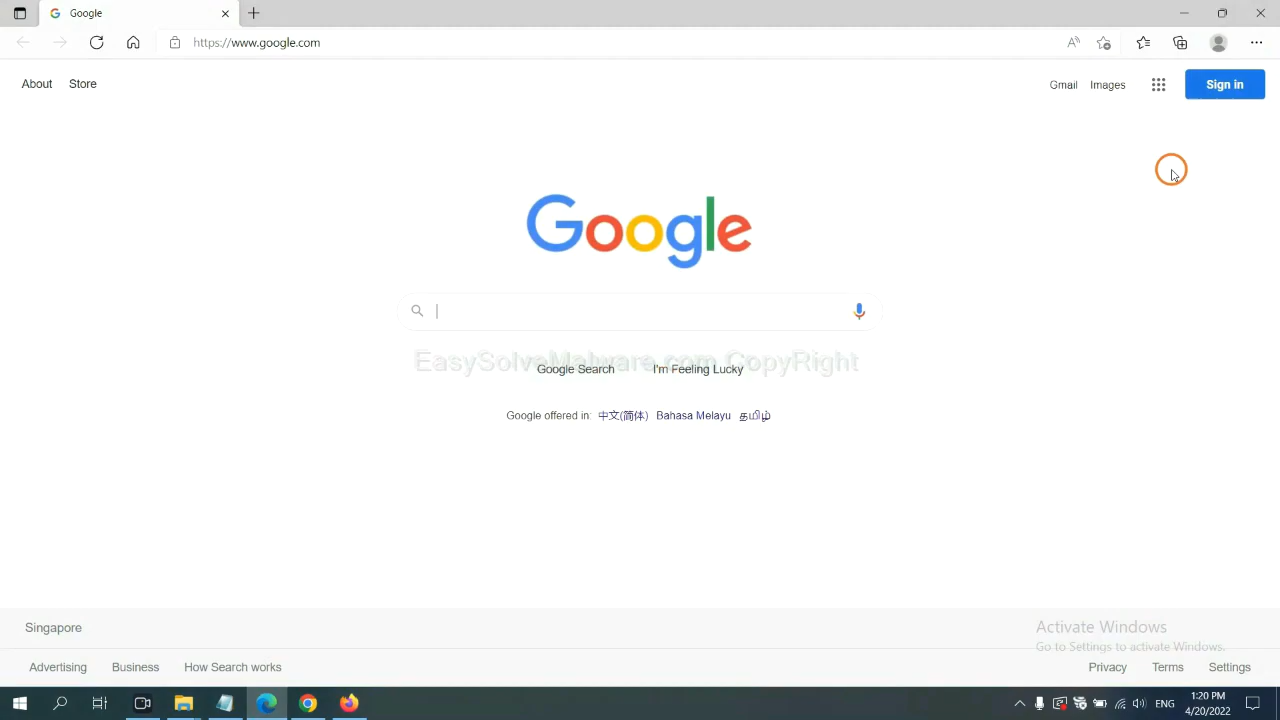 Google
https://www.google.com
About Store
Gmail Images Sign in
Google
EasySolveMalware.com CopyRight
Google Search I'm Feeling Lucky
Google offered in: 中文(简体) Bahasa Melayu தமிழ்
Singapore
Activate Windows
Go to Settings to activate Windows.
Advertising Business How Search works
Privacy Terms Settings
ENG
1:20 PM
4/20/2022